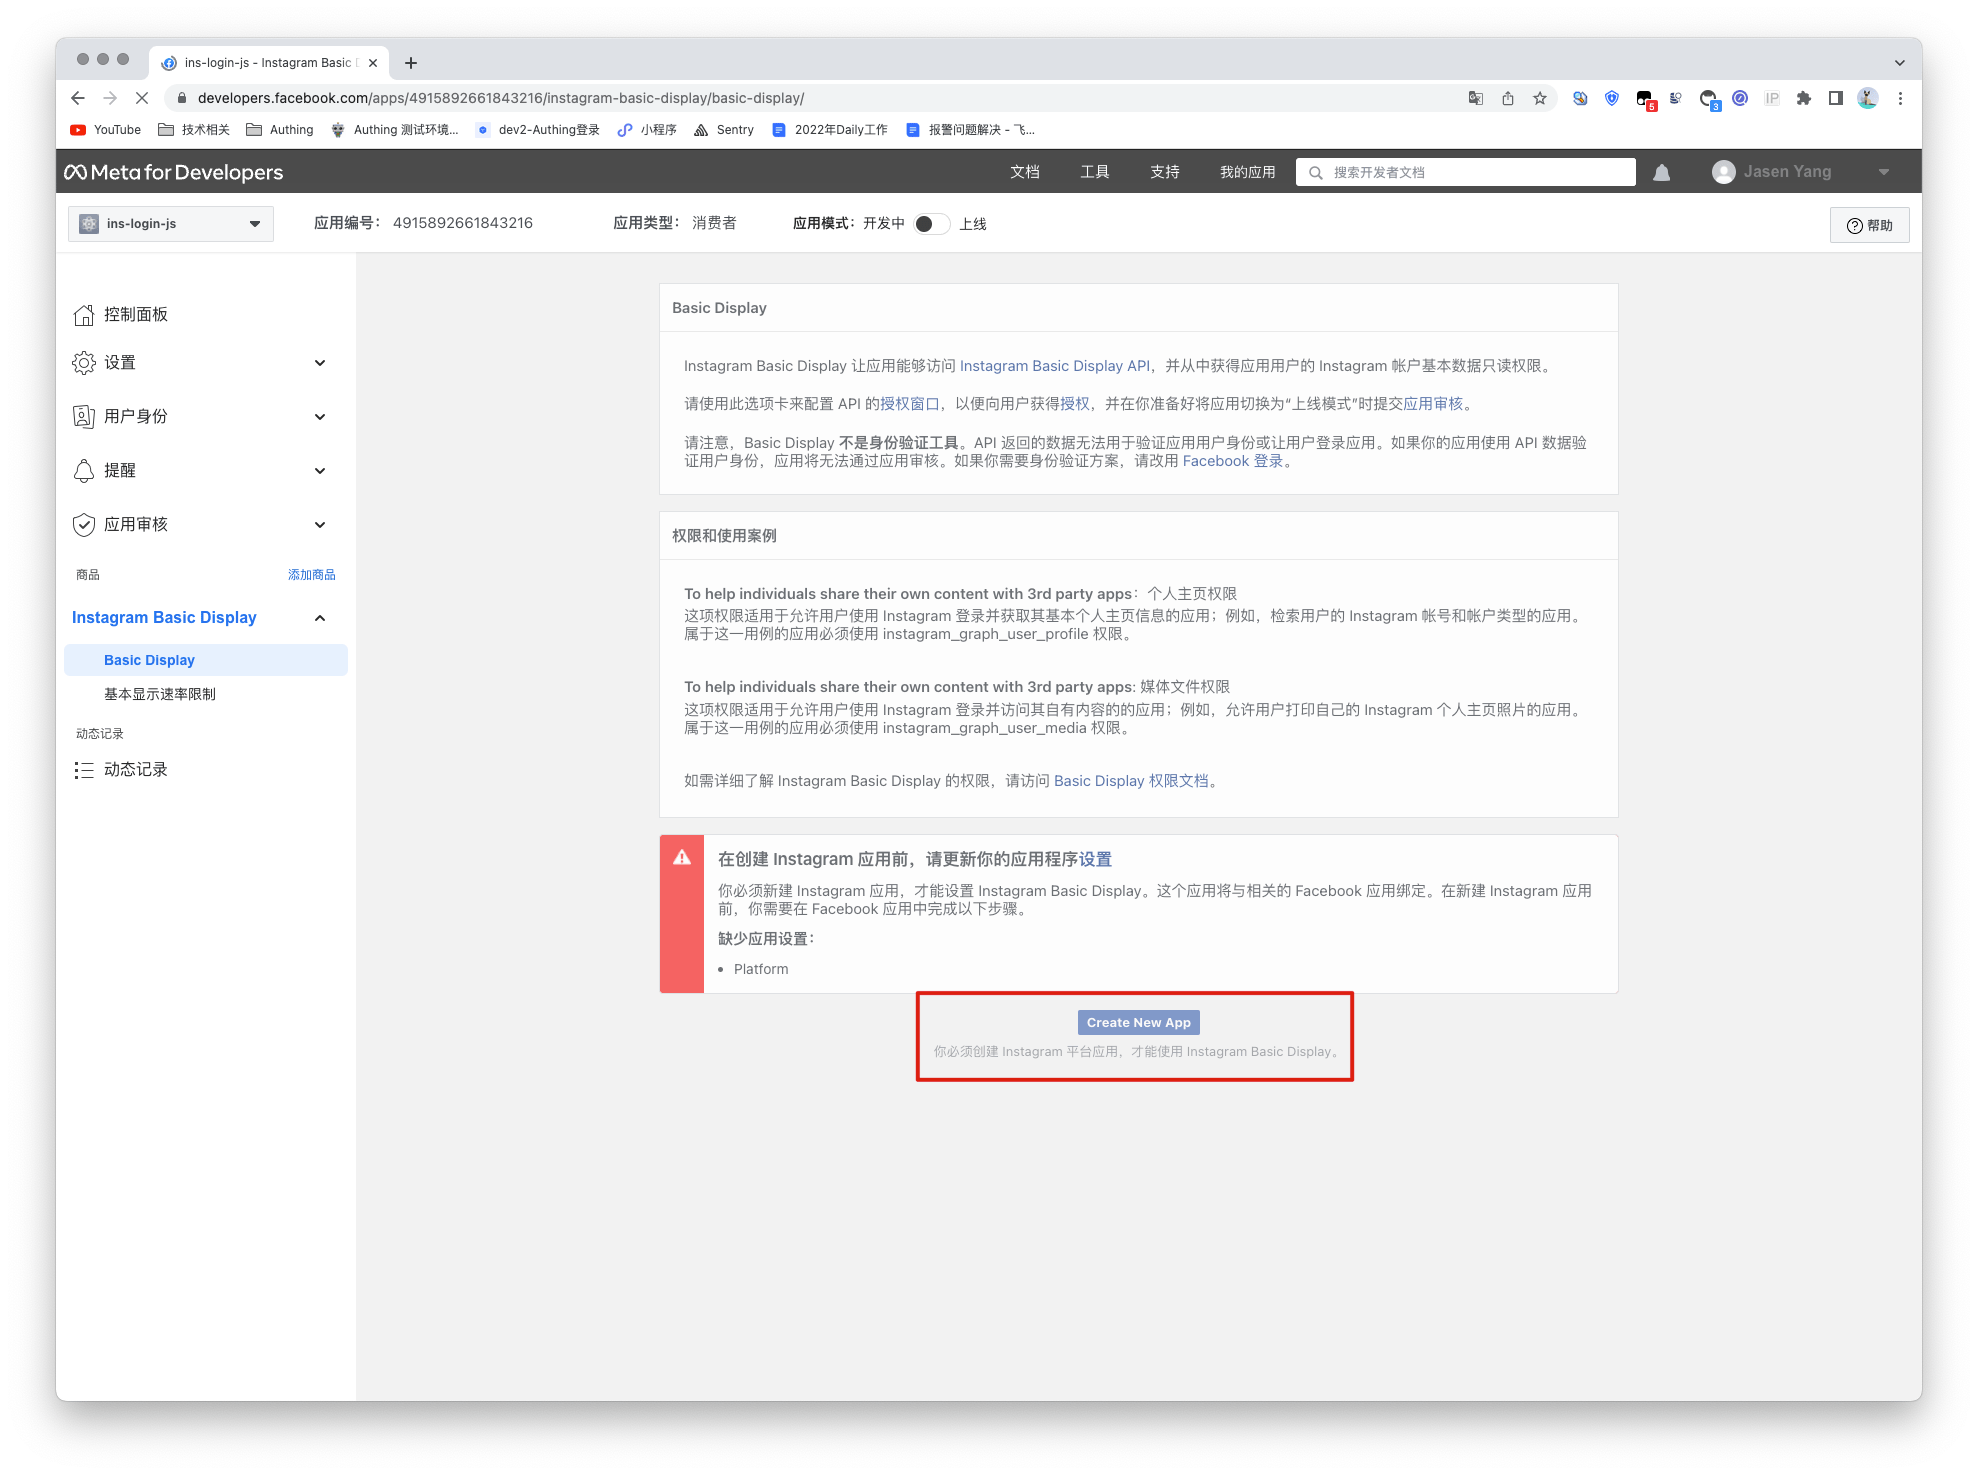 ins-login-js - Instagram Basic D
developers.facebook.com/apps/4915892661843216/instagram-basic-display/basic-display/
5
3
IP
YouTube
技术相关
Authing
Authing 测试环境...
dev2-Authing登录
小程序
Sentry
2022年Daily工作
报警问题解决 - 飞...
Meta for Developers
文档
工具
支持
我的应用
搜索开发者文档
Jasen Yang
ins-login-js
应用编号： 4915892661843216
应用类型： 消费者
应用模式：开发中
上线
帮助
控制面板
设置
用户身份
提醒
应用审核
商品
添加商品
Instagram Basic Display
Basic Display
基本显示速率限制
动态记录
动态记录
Basic Display
Instagram Basic Display 让应用能够访问 Instagram Basic Display API，并从中获得应用用户的 Instagram 帐户基本数据只读权限。
请使用此选项卡来配置 API 的授权窗口，以便向用户获得授权，并在你准备好将应用切换为“上线模式”时提交应用审核。
请注意，Basic Display 不是身份验证工具。API 返回的数据无法用于验证应用用户身份或让用户登录应用。如果你的应用使用 API 数据验
证用户身份，应用将无法通过应用审核。如果你需要身份验证方案，请改用 Facebook 登录。
权限和使用案例
To help individuals share their own content with 3rd party apps：个人主页权限
这项权限适用于允许用户使用 Instagram 登录并获取其基本个人主页信息的应用；例如，检索用户的 Instagram 帐号和帐户类型的应用。
属于这一用例的应用必须使用 instagram_graph_user_profile 权限。
To help individuals share their own content with 3rd party apps: 媒体文件权限
这项权限适用于允许用户使用 Instagram 登录并访问其自有内容的的应用；例如，允许用户打印自己的 Instagram 个人主页照片的应用。
属于这一用例的应用必须使用 instagram_graph_user_media 权限。
如需详细了解 Instagram Basic Display 的权限，请访问 Basic Display 权限文档。
在创建 Instagram 应用前，请更新你的应用程序设置
你必须新建 Instagram 应用，才能设置 Instagram Basic Display。这个应用将与相关的 Facebook 应用绑定。在新建 Instagram 应用
前，你需要在 Facebook 应用中完成以下步骤。
缺少应用设置：
• Platform
Create New App
你必须创建 Instagram 平台应用，才能使用 Instagram Basic Display。